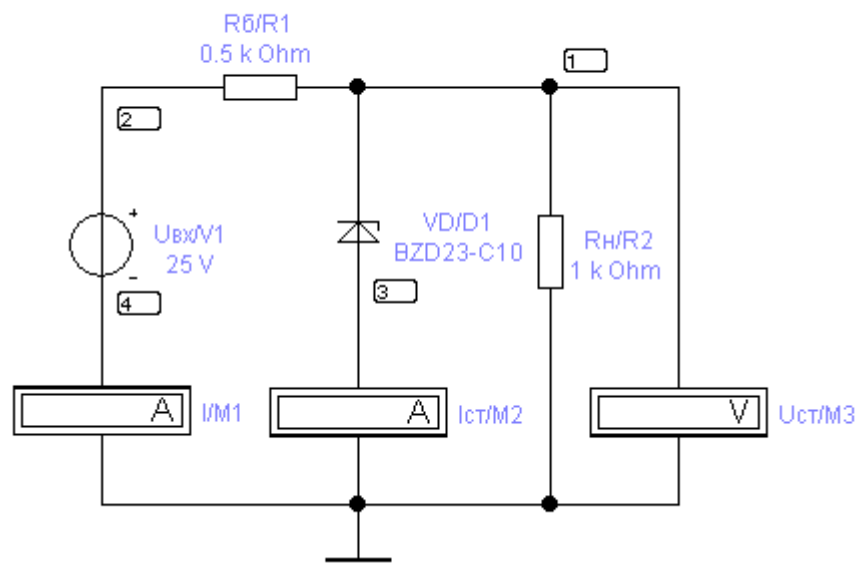 Rб/R1
0.5 k Ohm
1
2
Uвх/V1
25 V
+
-
VD/D1
BZD23-C10
Rн/R2
1 k Ohm
3
4
A
I/M1
A
Iст/M2
V
Uст/M3